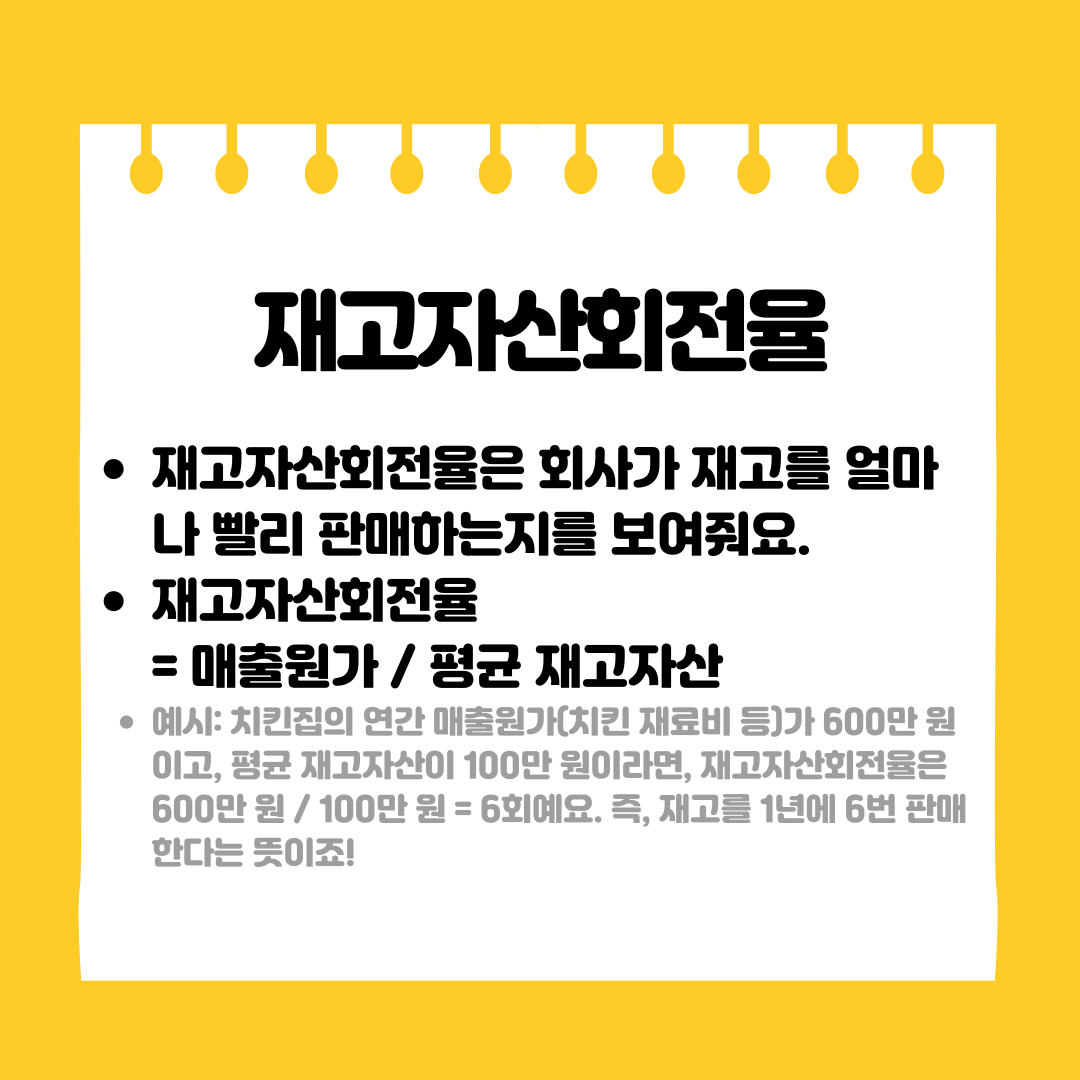 재고자산회전율
• 재고자산회전율은 회사가 재고를 얼마
나 빨리 판매하는지를 보여줘요.
• 재고자산회전율
= 매출원가 / 평균 재고자산
• 예시: 치킨집의 연간 매출원가(치킨 재료비 등)가 600만 원
이고, 평균 재고자산이 100만 원이라면, 재고자산회전율은
600만 원 / 100만 원 = 6회예요. 즉, 재고를 1년에 6번 판매
한다는 뜻이죠!